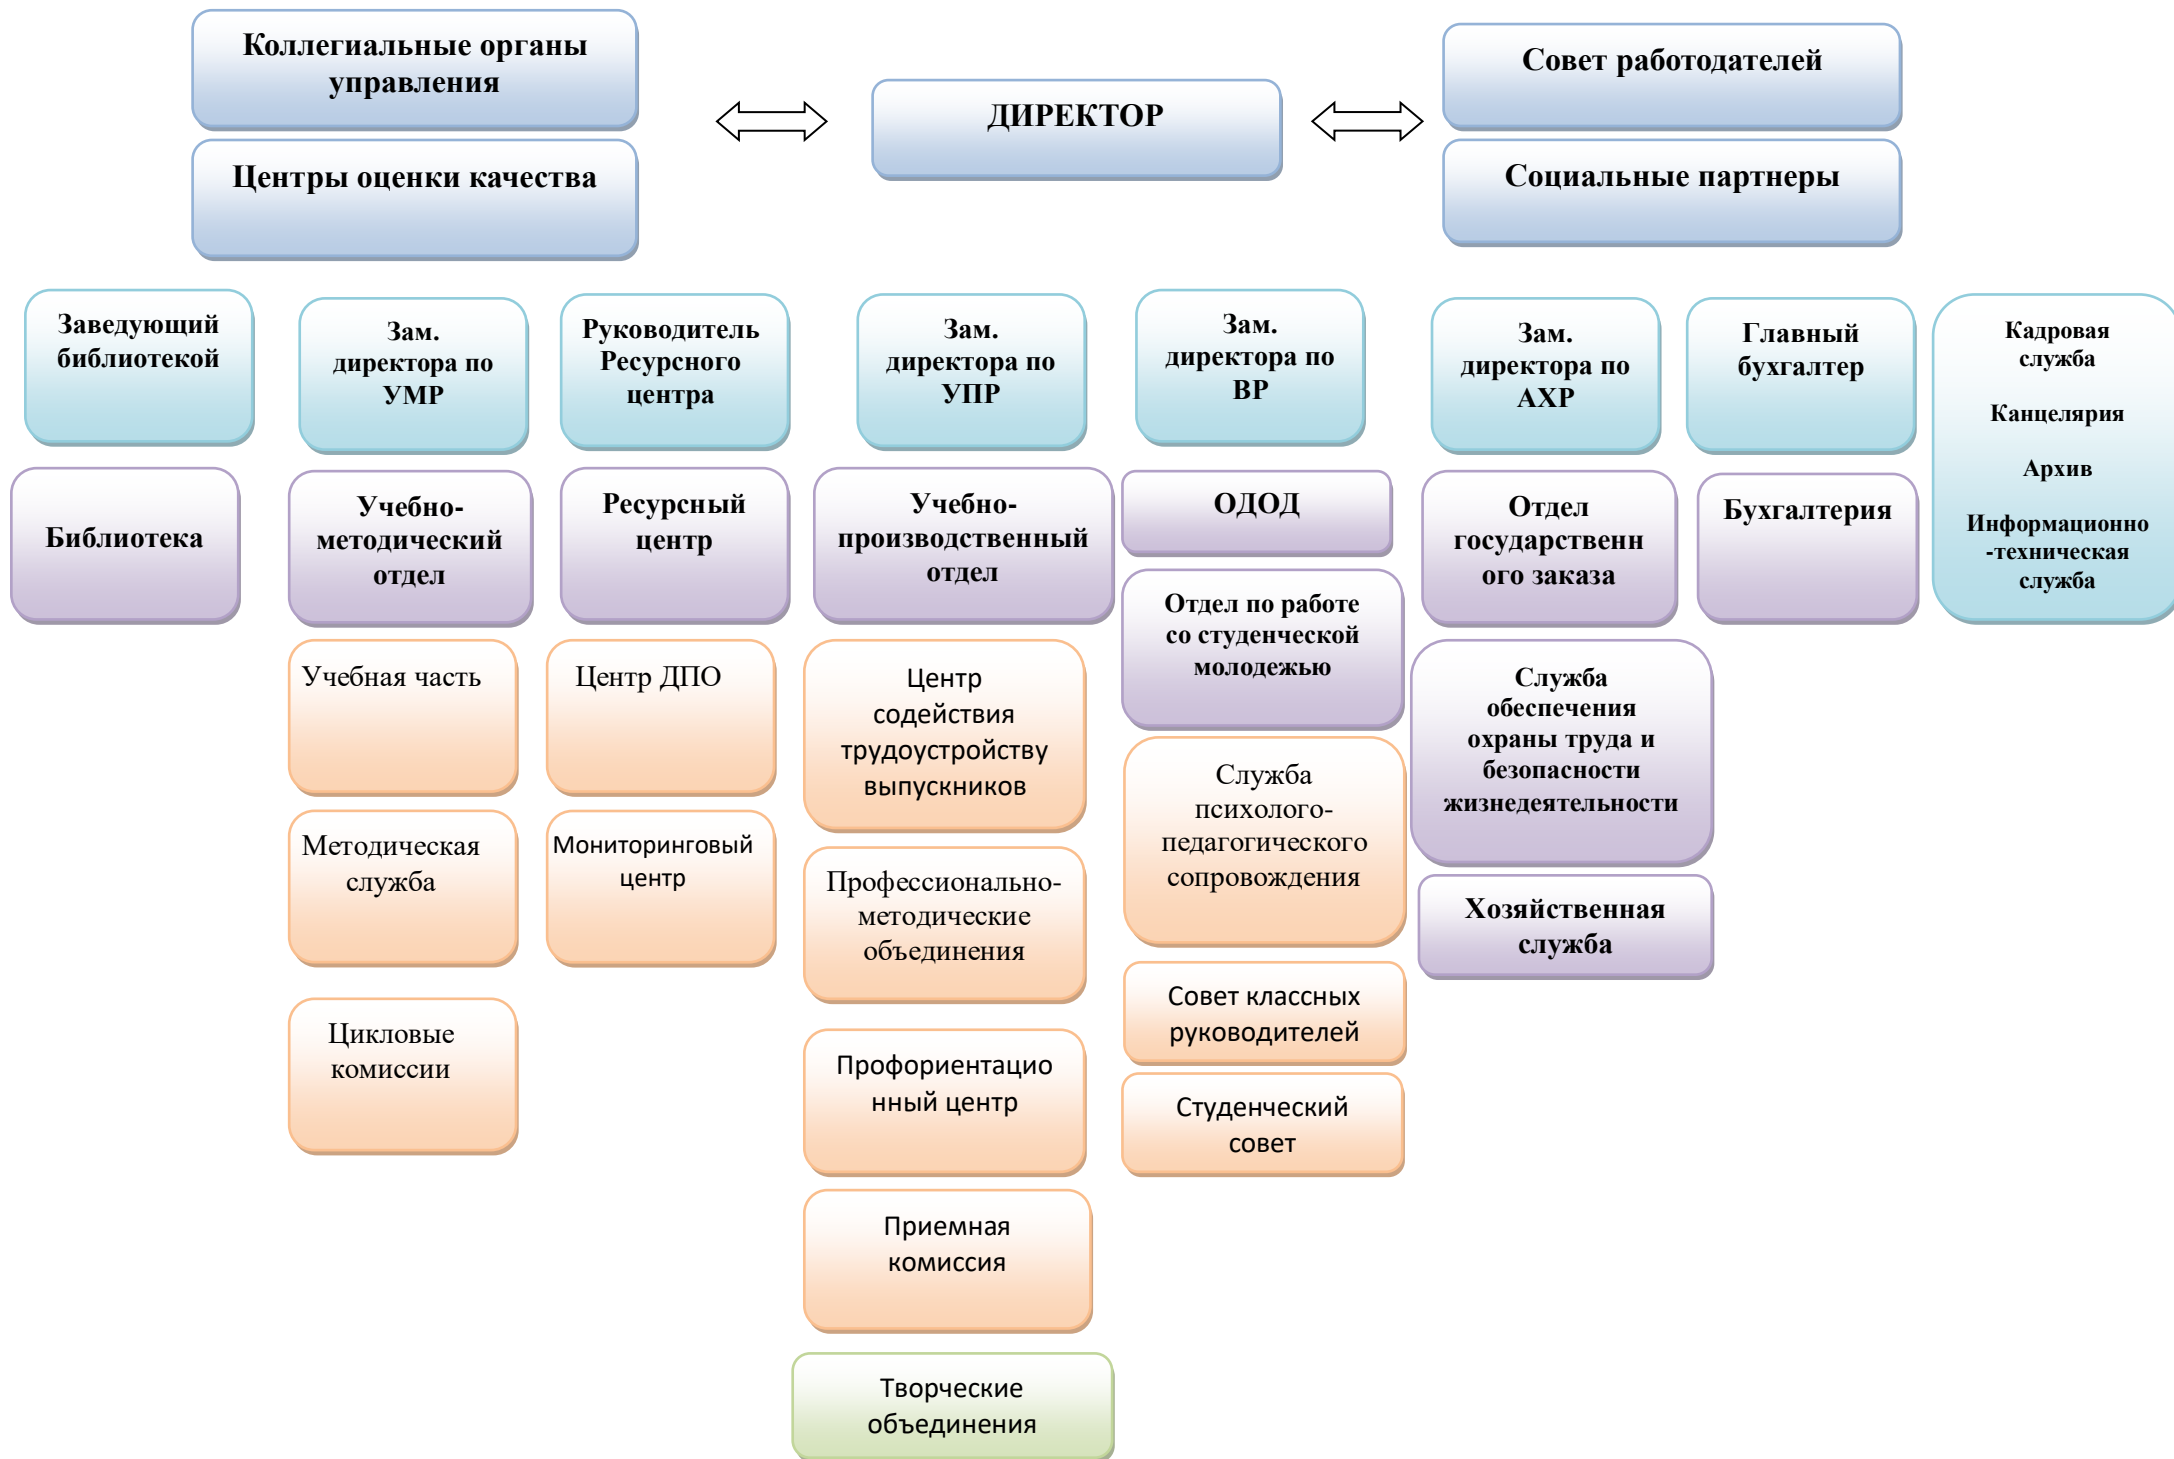 Коллегиальные органы
управления
Центры оценки качества
ДИРЕКТОР
Совет работодателей
Социальные партнеры
Заведующий
библиотекой
Зам.
директора по
УМР
Руководитель
Ресурсного
центра
Зам.
директора по
УПР
Зам.
директора по
ВР
Зам.
директора по
АХР
Главный
бухгалтер
Кадровая
служба
Канцелярия
Архив
Информационно
-техническая
служба
Библиотека
Учебно-
методический
отдел
Ресурсный
центр
Учебно-
производственный
отдел
ОДОД
Отдел по работе
со студенческой
молодежью
Отдел
государственн
ого заказа
Бухгалтерия
Учебная часть
Методическая
служба
Цикловые
комиссии
Центр ДПО
Мониторинговый
центр
Центр
содействия
трудоустройству
выпускников
Профессионально-
методические
объединения
Профориентацио
нный центр
Приемная
комиссия
Творческие
объединения
Служба
психолого-
педагогического
сопровождения
Совет классных
руководителей
Студенческий
совет
Служба
обеспечения
охраны труда и
безопасности
жизнедеятельности
Хозяйственная
служба